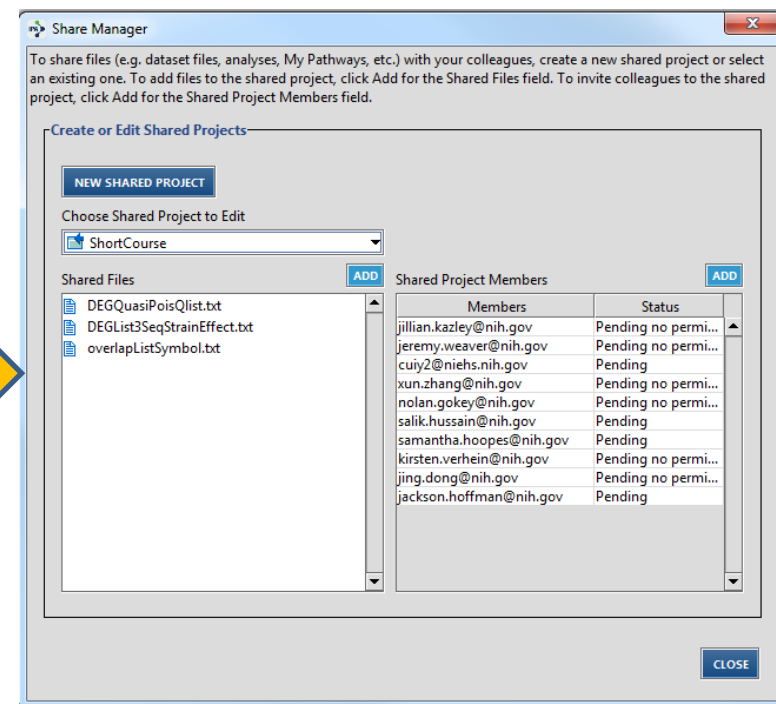 IPA Share Manager
To share files (e.g. dataset files, analyses, My Pathways, etc.) with your colleagues, create a new shared project or select
an existing one. To add files to the shared project, click Add for the Shared Files field. To invite colleagues to the shared
project, click Add for the Shared Project Members field.
Create or Edit Shared Projects
NEW SHARED PROJECT
Choose Shared Project to Edit
ShortCourse
Shared Files ADD
DEGQuasiPoisQlist.txt
DEGList3SeqStrainEffect.txt
overlapListSymbol.txt
Shared Project Members ADD
Members Status
jillian.kazley@nih.gov Pending no permi...
jeremy.weaver@nih.gov Pending no permi...
cuiy2@niehs.nih.gov Pending
xun.zhang@nih.gov Pending no permi...
nolan.gokey@nih.gov Pending no permi...
salik.hussain@nih.gov Pending
samantha.hoopes@nih.gov Pending
kirsten.verhein@nih.gov Pending no permi...
jing.dong@nih.gov Pending no permi...
jackson.hoffman@nih.gov Pending
CLOSE